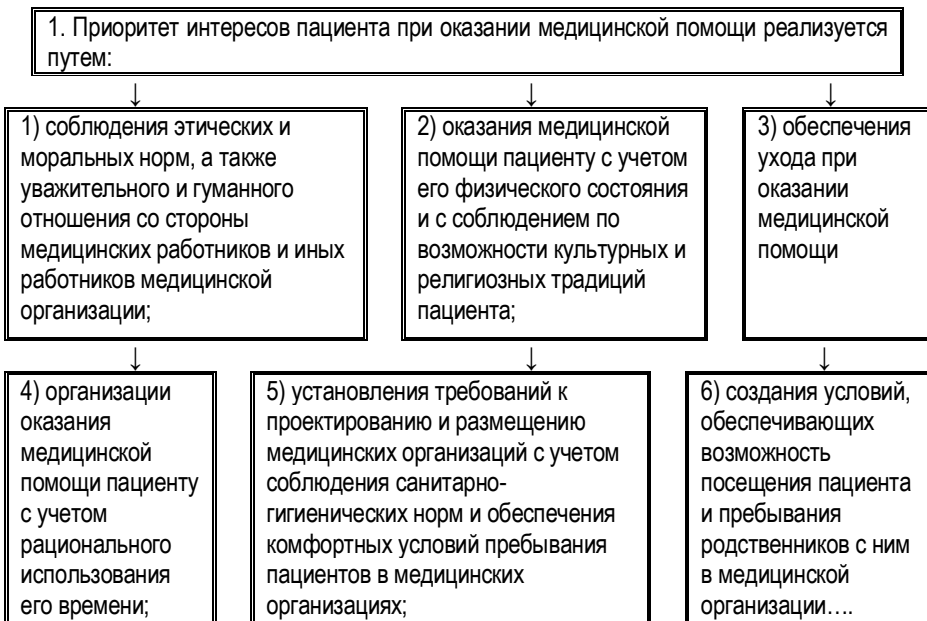 1. Приоритет интересов пациента при оказании медицинской помощи реализуется
путем:
↓
↓
↓
1) соблюдения этических и
моральных норм, а также
уважительного и гуманного
отношения со стороны
медицинских работников и иных
работников медицинской
организации;
2) оказания медицинской
помощи пациенту с учетом
его физического состояния
и с соблюдением по
возможности культурных и
религиозных традиций
пациента;
3) обеспечения
ухода при
оказании
медицинской
помощи
↓
↓
↓
4) организации
оказания
медицинской
помощи пациенту
с учетом
рационального
использования
его времени;
5) установления требований к
проектированию и размещению
медицинских организаций с учетом
соблюдения санитарно-
гигиенических норм и обеспечения
комфортных условий пребывания
пациентов в медицинских
организациях;
6) создания условий,
обеспечивающих
возможность
посещения пациента
и пребывания
родственников с ним
в медицинской
организации….